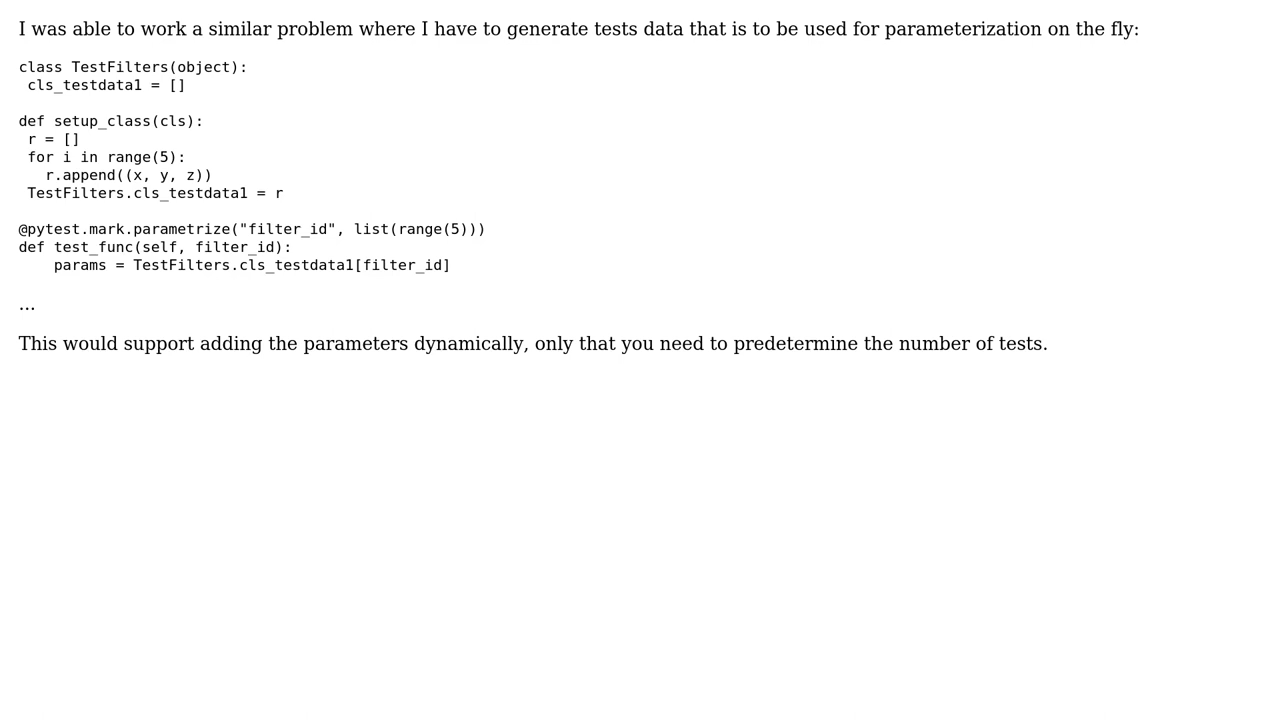 I was able to work a similar problem where I have to generate tests data that is to be used for parameterization on the fly:
class TestFilters(object):
 cls_testdata1 = []
def setup_class(cls):
 r = []
 for i in range(5):
   r.append((x, y, z))
 TestFilters.cls_testdata1 = r
@pytest.mark.parametrize("filter_id", list(range(5)))
def test_func(self, filter_id):
    params = TestFilters.cls_testdata1[filter_id]
...
This would support adding the parameters dynamically, only that you need to predetermine the number of tests.